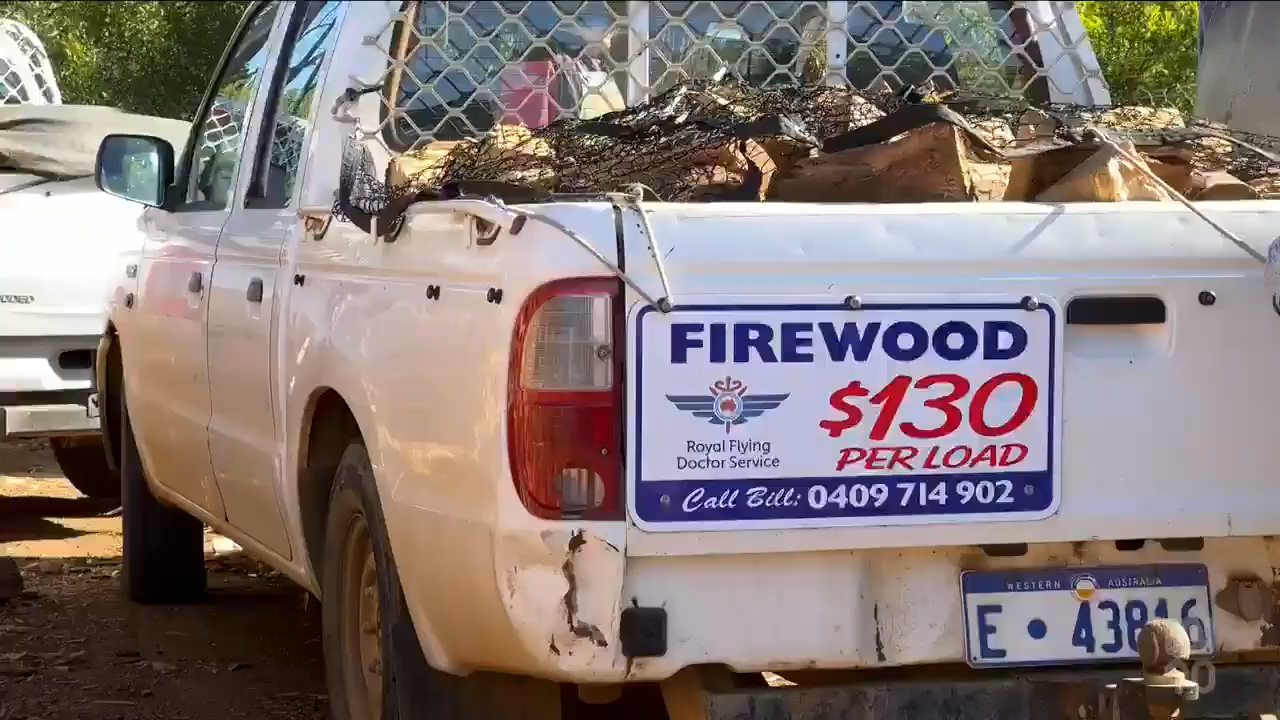 FIREWOOD
$130
PER LOAD
Royal Flying
Doctor Service
Call Bill: 0409 714 902
WESTERN AUSTRALIA
E • 43816